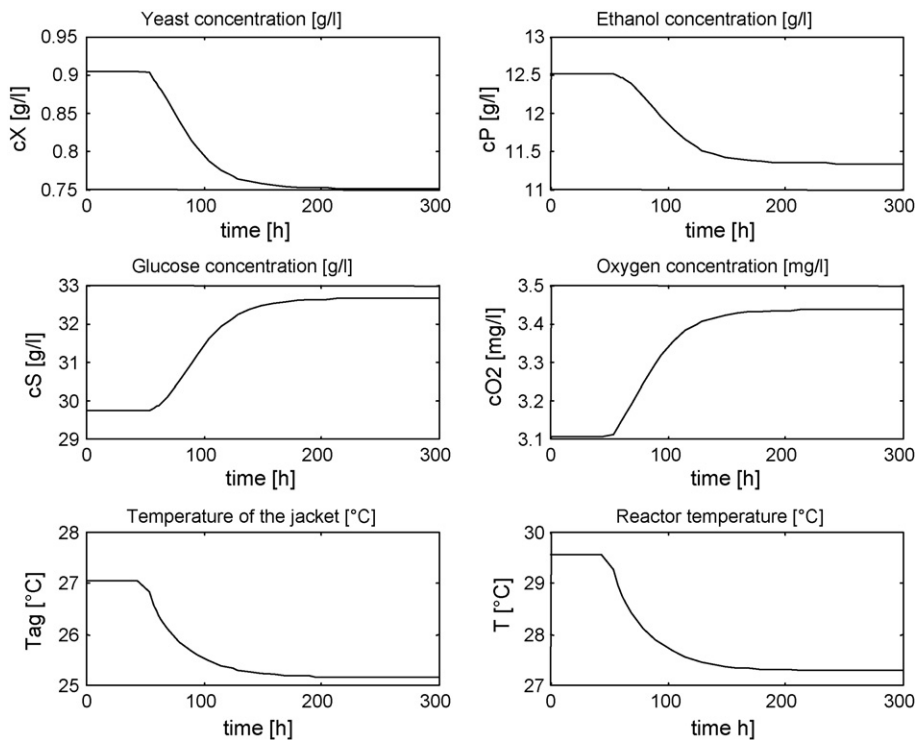 Yeast concentration [g/l]
0.95
0.9
0.85
0.8
0.75
cX [g/l]
0 100 200 300
time [h]
Ethanol concentration [g/l]
13
12.5
12
11.5
11
cP [g/l]
0 100 200 300
time [h]
Glucose concentration [g/l]
33
32
31
30
29
cS [g/l]
0 100 200 300
time [h]
Oxygen concentration [mg/l]
3.5
3.4
3.3
3.2
3.1
cO2 [mg/l]
0 100 200 300
time [h]
Temperature of the jacket [°C]
28
27
26
25
Tag [°C]
0 100 200 300
time [h]
Reactor temperature [°C]
30
29
28
27
T [°C]
0 100 200 300
time h]